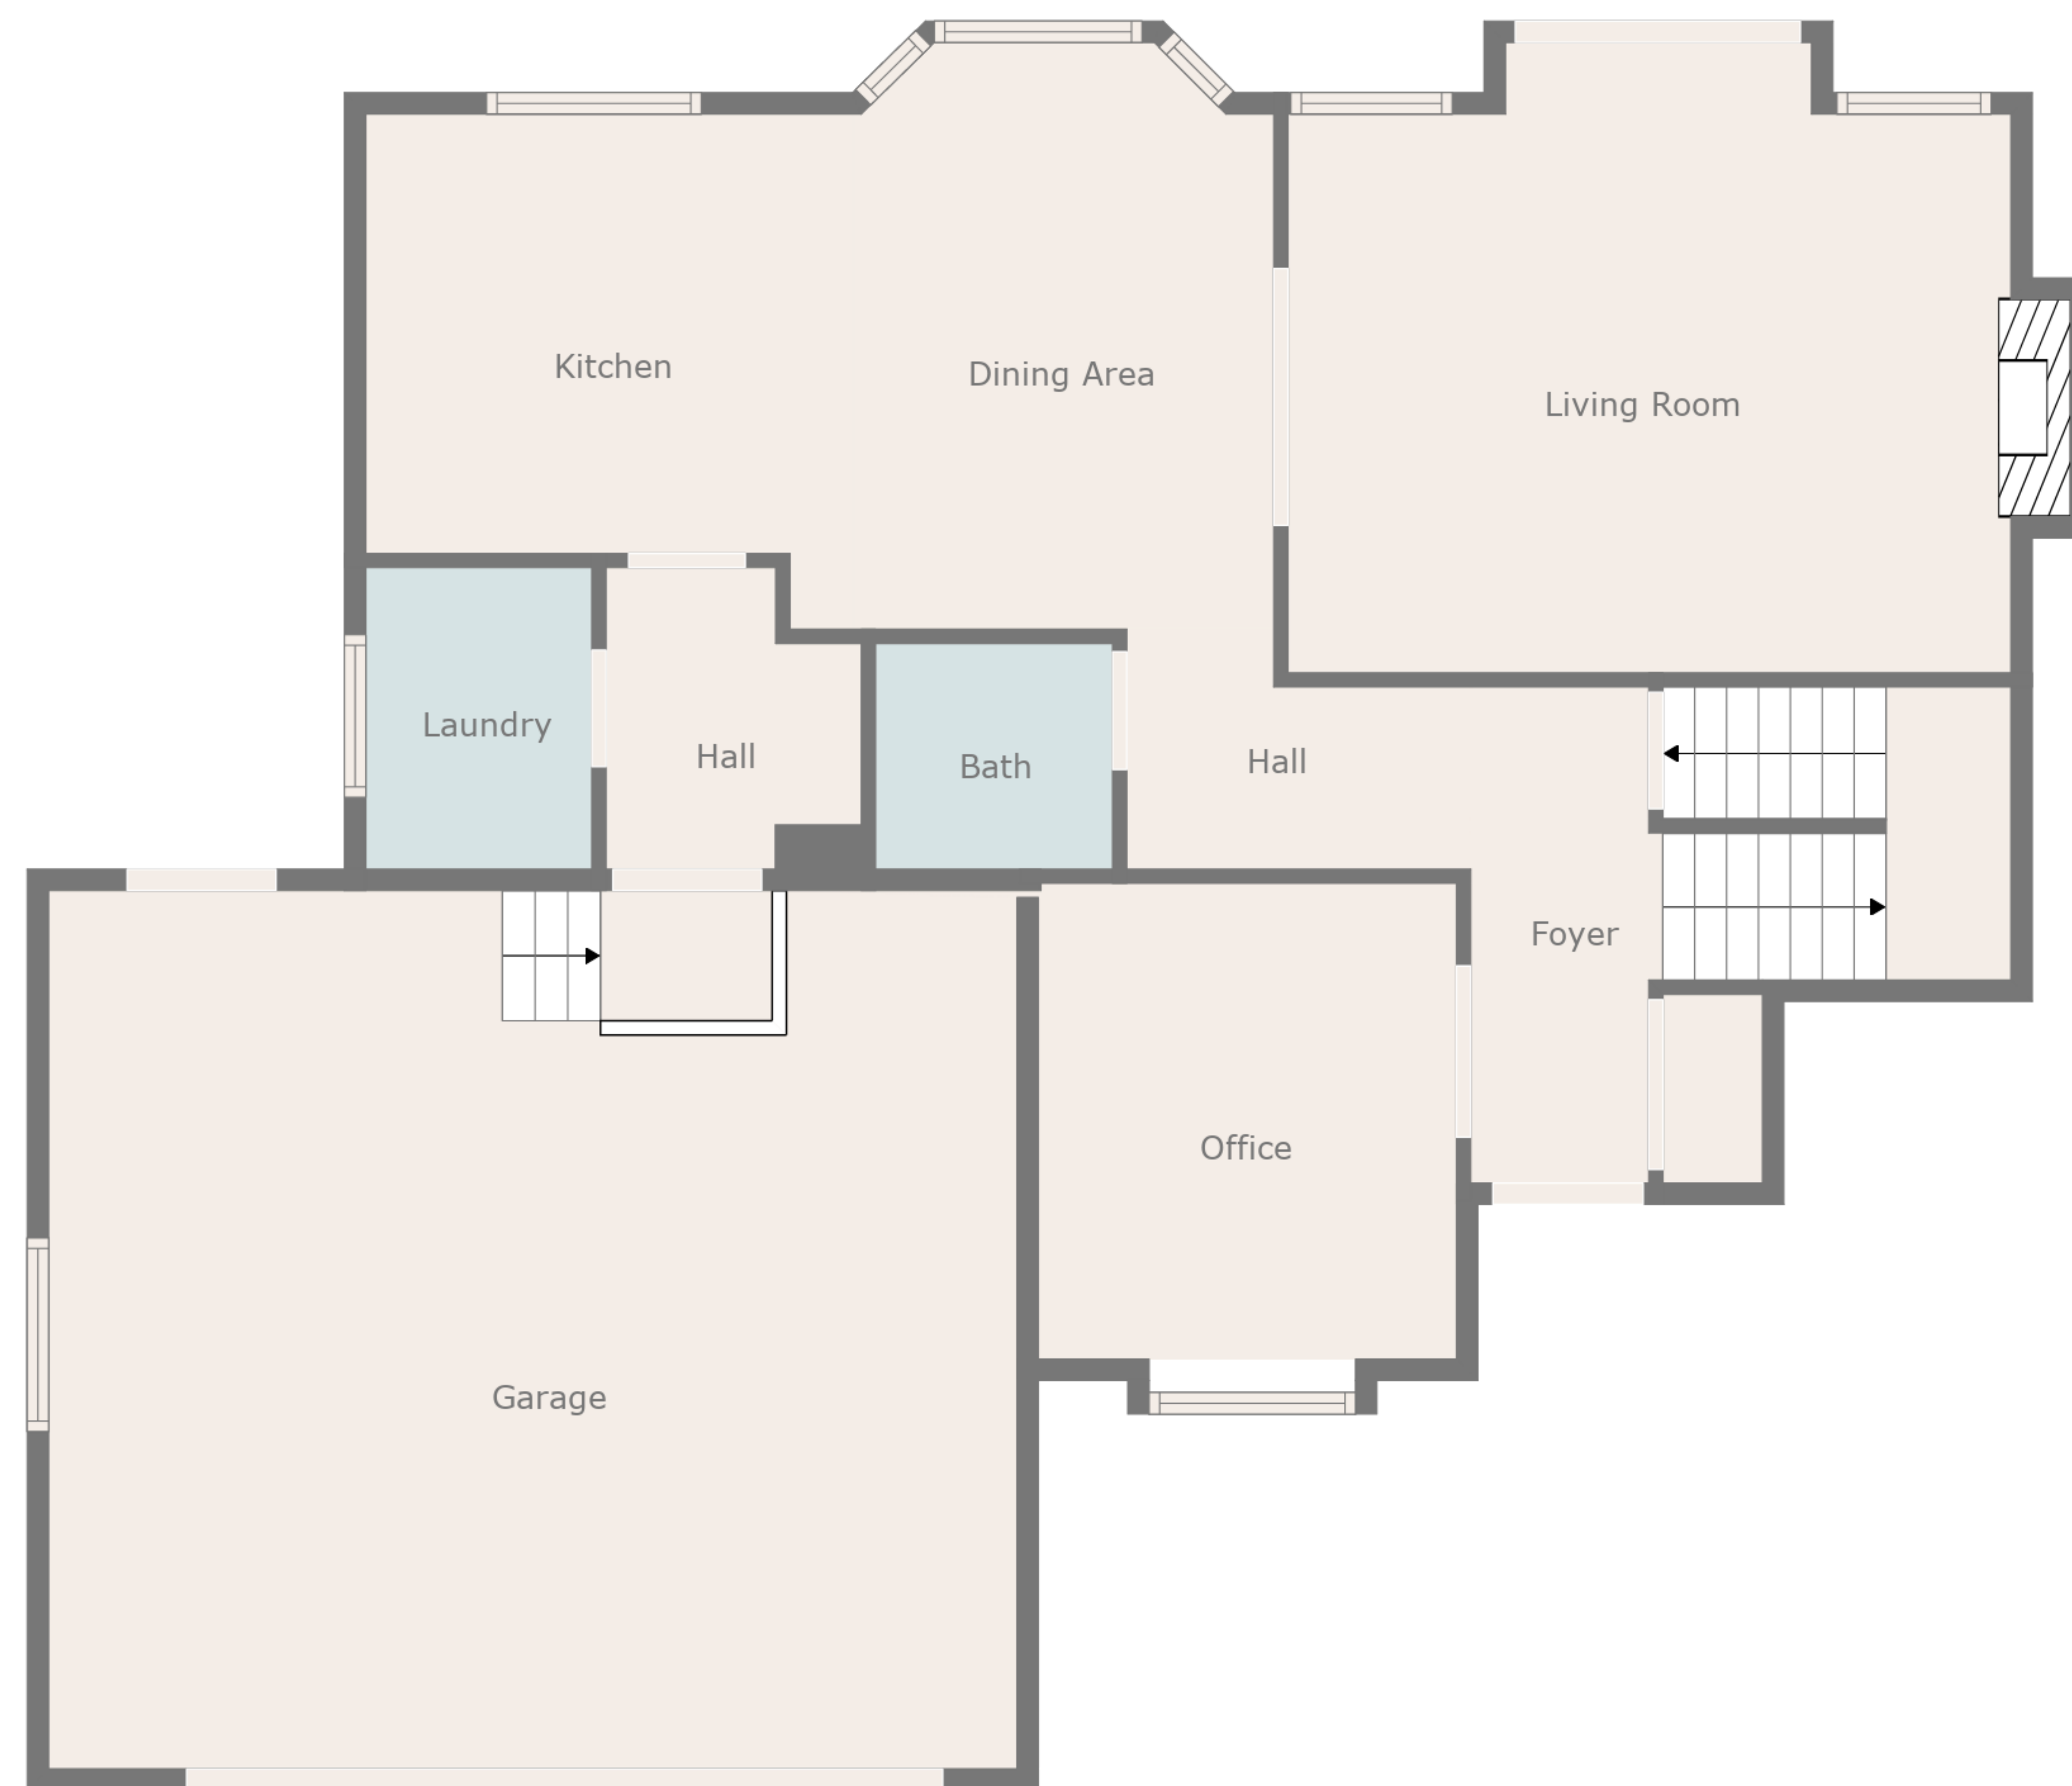 Kitchen
Dining Area
Living Room
Laundry
Hall
Bath
Hall
Foyer
Office
Garage